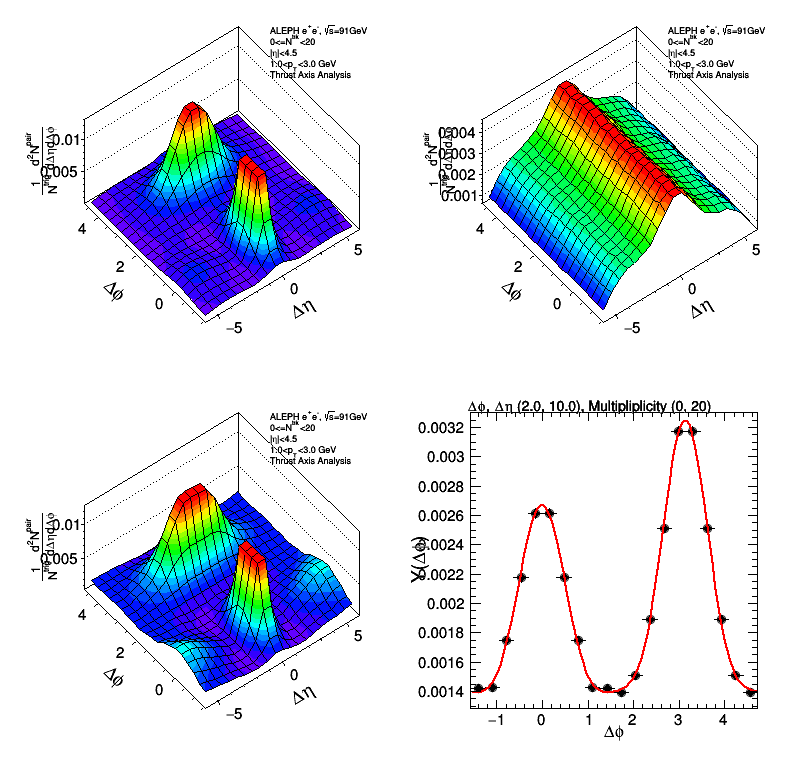 ALEPH e⁺e⁻, √s=91GeV
0<=N^trk<20
|η|<4.5
1.0<p_T<3.0 GeV
Thrust Axis Analysis
0.01
0.005
4
2
0
Δφ
−5
0
5
Δη
ALEPH e⁺e⁻, √s=91GeV
0<=N^trk<20
|η|<4.5
1.0<p_T<3.0 GeV
Thrust Axis Analysis
0.004
0.003
0.002
0.001
4
2
0
Δφ
−5
0
5
Δη
ALEPH e⁺e⁻, √s=91GeV
0<=N^trk<20
|η|<4.5
1.0<p_T<3.0 GeV
Thrust Axis Analysis
0.01
0.005
4
2
0
Δφ
−5
0
5
Δη
Δφ, Δη (2.0, 10.0), Multipliplicity (0, 20)
0.0032
0.003
0.0028
0.0026
0.0024
0.0022
0.002
0.0018
0.0016
0.0014
Y(Δφ)
−1 0 1 2 3 4
Δφ